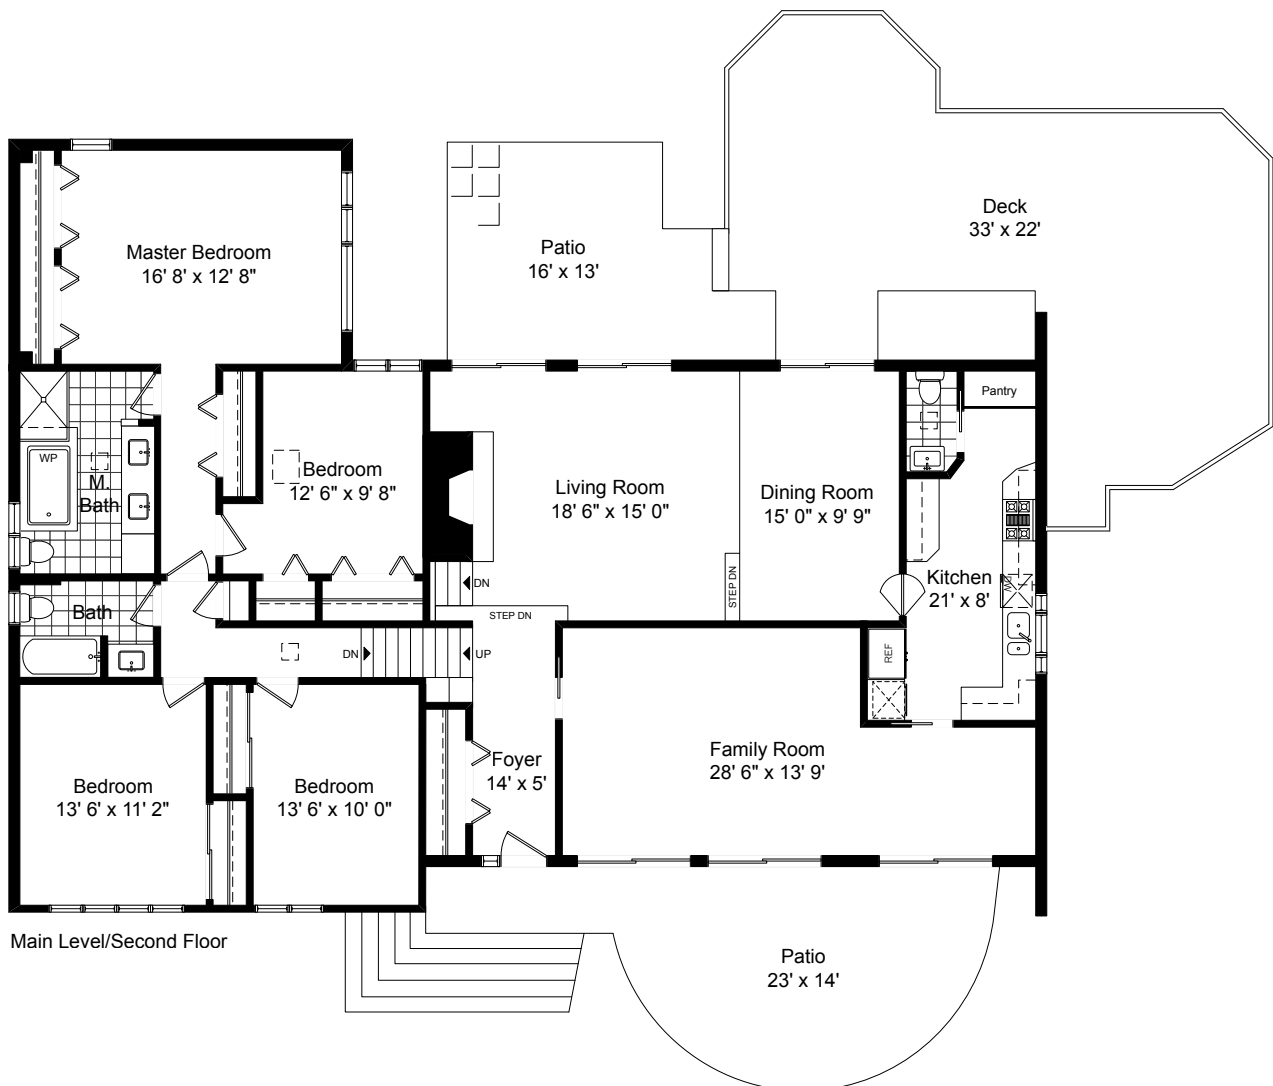 Deck
33' x 22'
Patio
16' x 13'
Master Bedroom
16' 8' x 12' 8"
Pantry
WP
M.
Bath
Bedroom
12' 6" x 9' 8"
Living Room
18' 6" x 15' 0"
Dining Room
15' 0" x 9' 9"
Kitchen
21' x 8'
DN
STEP DN
STEP DN
Bath
DN
UP
REF
Foyer
14' x 5'
Family Room
28' 6" x 13' 9'
Bedroom
13' 6' x 11' 2"
Bedroom
13' 6' x 10' 0"
Main Level/Second Floor
Patio
23' x 14'